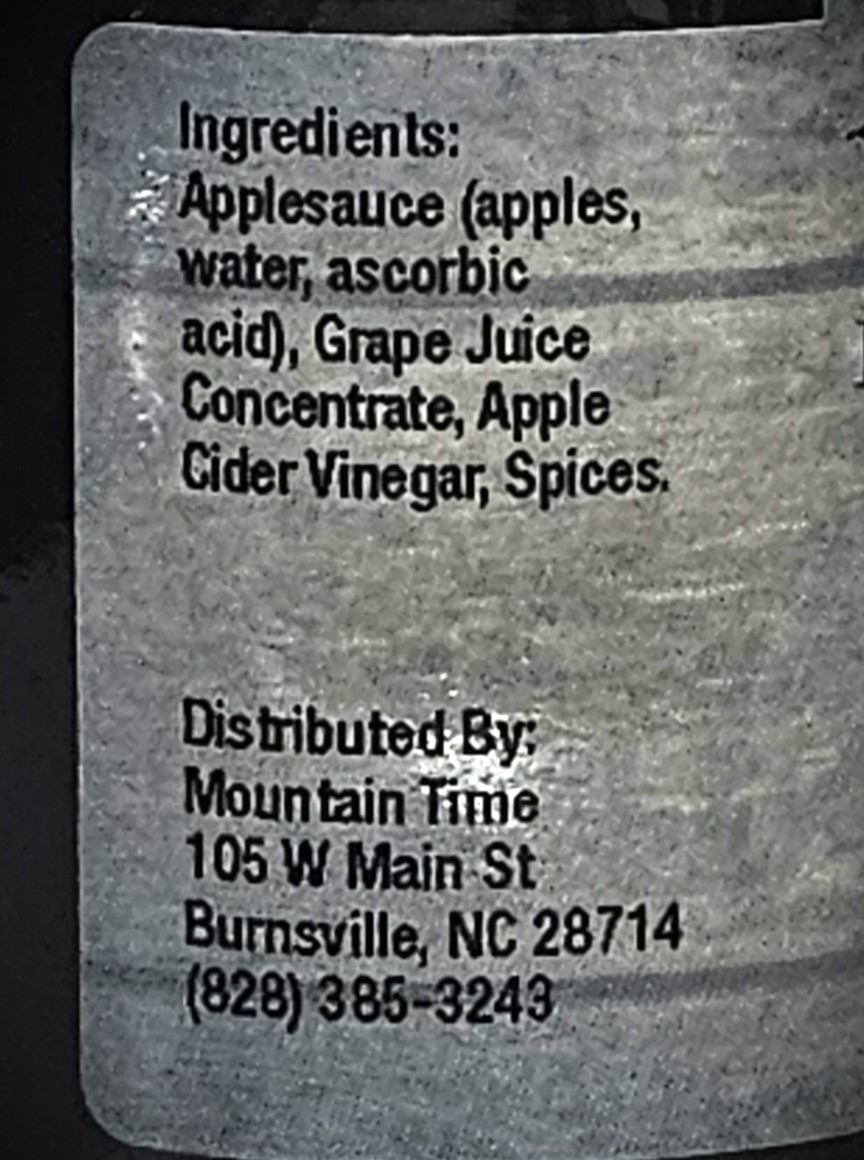 Ingredients:
Applesauce (apples,
water, ascorbic
acid), Grape Juice
Concentrate, Apple
Cider Vinegar, Spices.
Distributed By:
Mountain Time
105 W Main St
Burnsville, NC 28714
(828) 385-3243